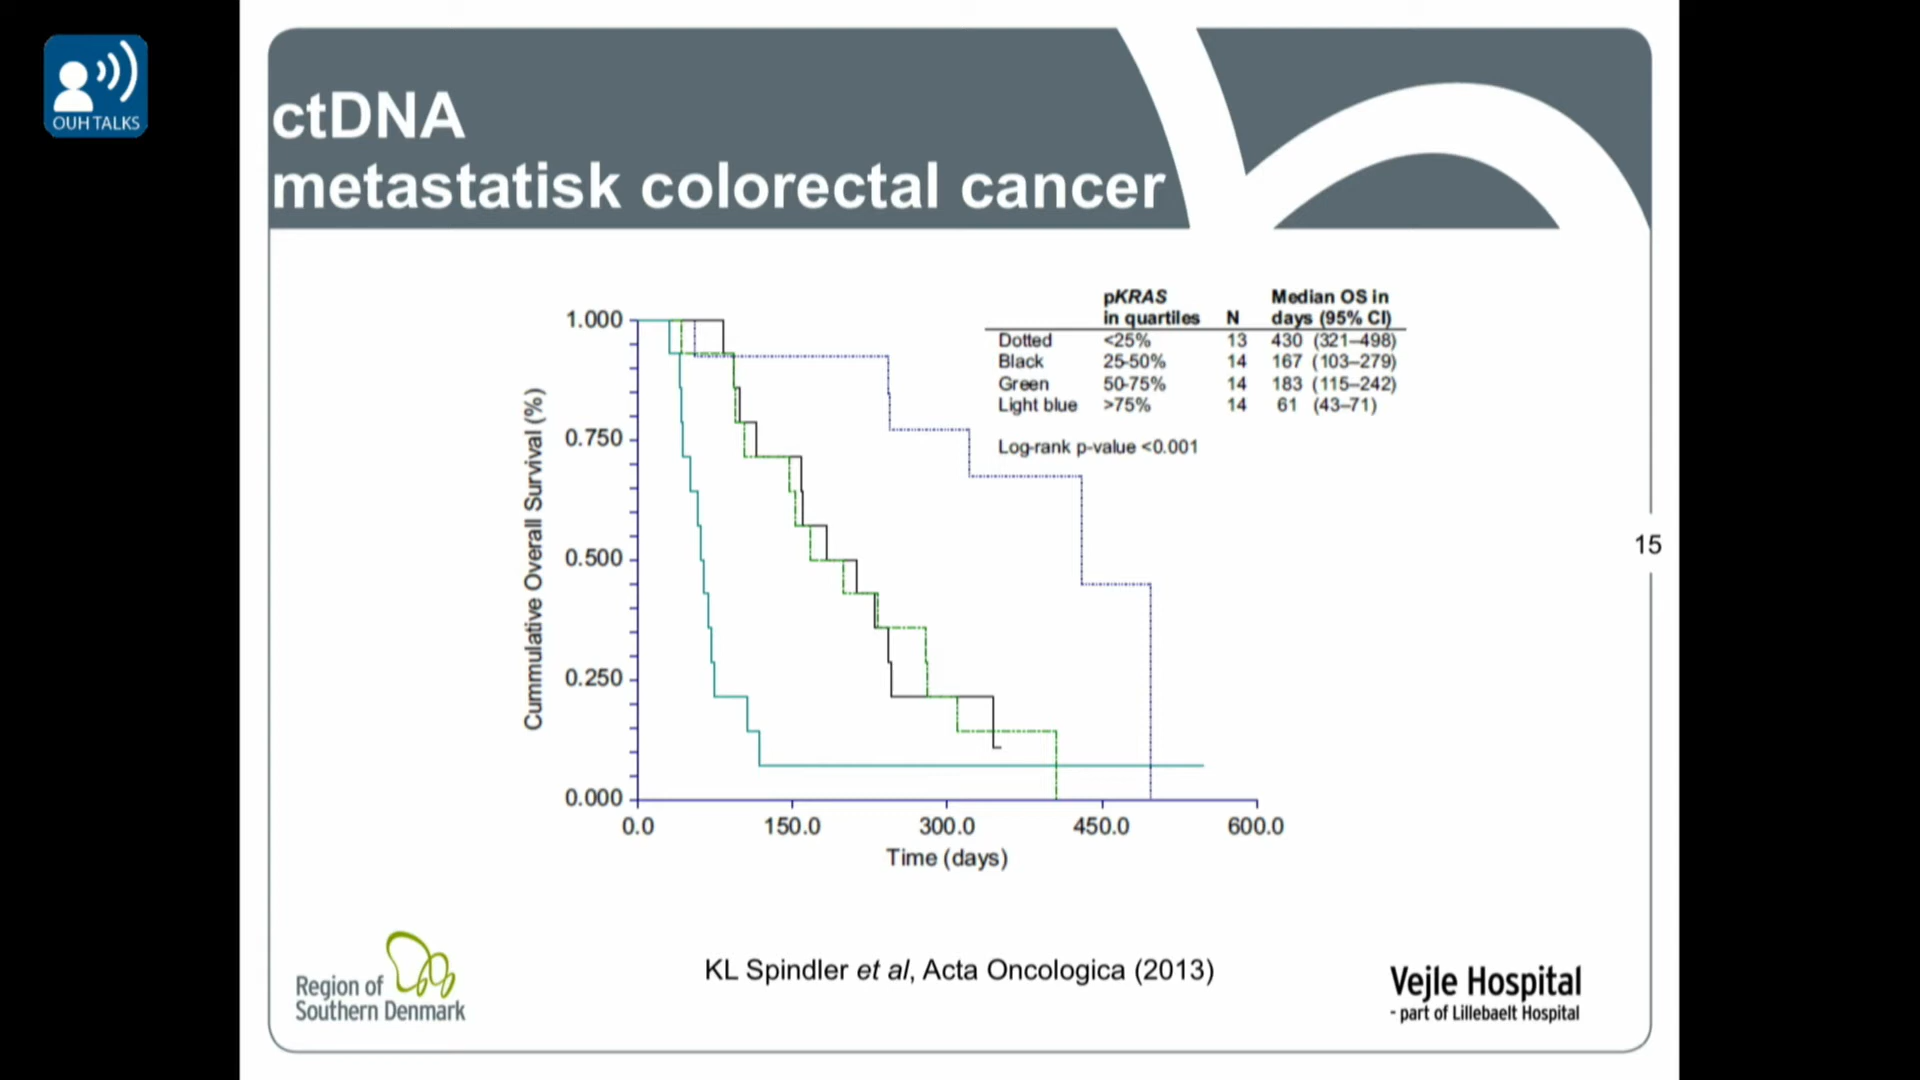 OUH TALKS
ctDNA
metastatisk colorectal cancer
pKRAS in quartiles N Median OS in days (95% CI)
Dotted <25% 13 430 (321–498)
Black 25-50% 14 167 (103–279)
Green 50-75% 14 183 (115–242)
Light blue >75% 14 61 (43–71)
Log-rank p-value <0.001
Cummulative Overall Survival (%)
1.000
0.750
0.500
0.250
0.000
0.0 150.0 300.0 450.0 600.0
Time (days)
15
KL Spindler et al, Acta Oncologica (2013)
Region of
Southern Denmark
Vejle Hospital
- part of Lillebaelt Hospital